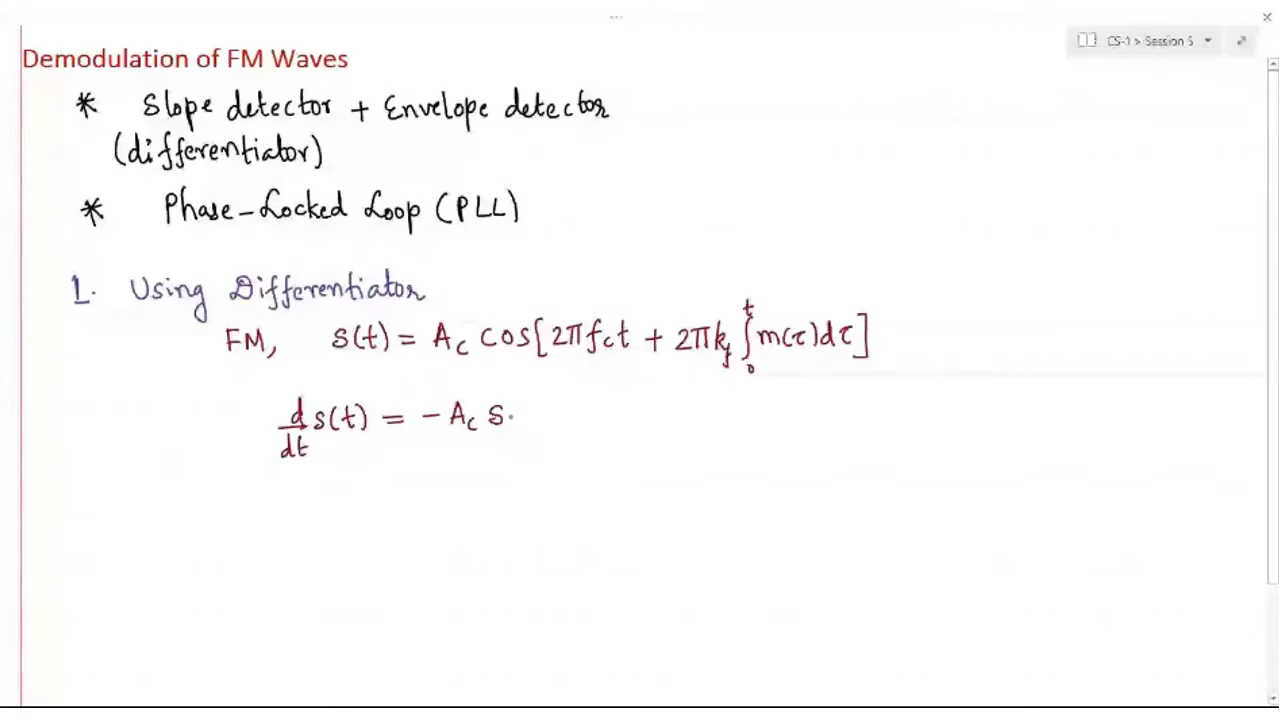 Demodulation of FM Waves
CS-1 > Session 5
* Slope detector + Envelope detector
(differentiator)
* Phase-Locked Loop (PLL)
1. Using Differentiator
FM, s(t) = A_c cos[2πf_ct + 2πk_f ∫_0^t m(τ)dτ]
d/dt s(t) = - A_c s